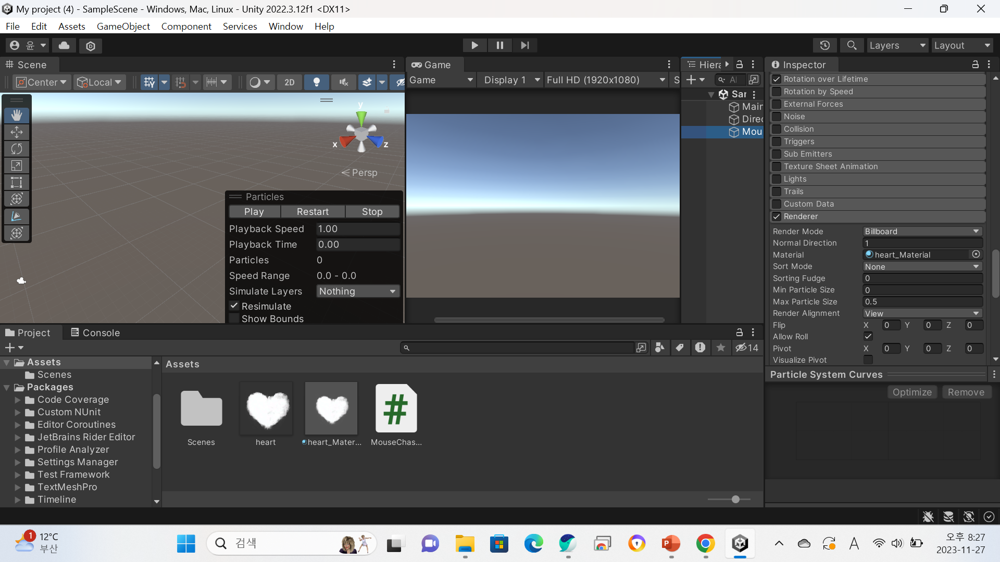 My project (4) - SampleScene - Windows, Mac, Linux - Unity 2022.3.12f1 <DX11>
File Edit Assets GameObject Component Services Window Help
윤 Layers Layout
Scene
Center Local 2D
y
x z
Persp
Particles
Play Restart Stop
Playback Speed 1.00
Playback Time 0.00
Particles 0
Speed Range 0.0 - 0.0
Simulate Layers Nothing
Resimulate
Show Bounds
Game
Game Display 1 Full HD (1920x1080) S
Hiera
Al
Sar
Main
Direc
Mou
Inspector
Rotation over Lifetime
Rotation by Speed
External Forces
Noise
Collision
Triggers
Sub Emitters
Texture Sheet Animation
Lights
Trails
Custom Data
Renderer
Render Mode Billboard
Normal Direction 1
Material heart_Material
Sort Mode None
Sorting Fudge 0
Min Particle Size 0
Max Particle Size 0.5
Render Alignment View
Flip X 0 Y 0 Z 0
Allow Roll
Pivot X 0 Y 0 Z 0
Visualize Pivot
Particle System Curves
Optimize Remove
Project Console
14
Assets
Scenes
Packages
Code Coverage
Custom NUnit
Editor Coroutines
JetBrains Rider Editor
Profile Analyzer
Settings Manager
Test Framework
TextMeshPro
Timeline
Assets
Scenes heart heart_Mater... MouseChas...
1 12°C
부산
검색
A
오후 8:27
2023-11-27